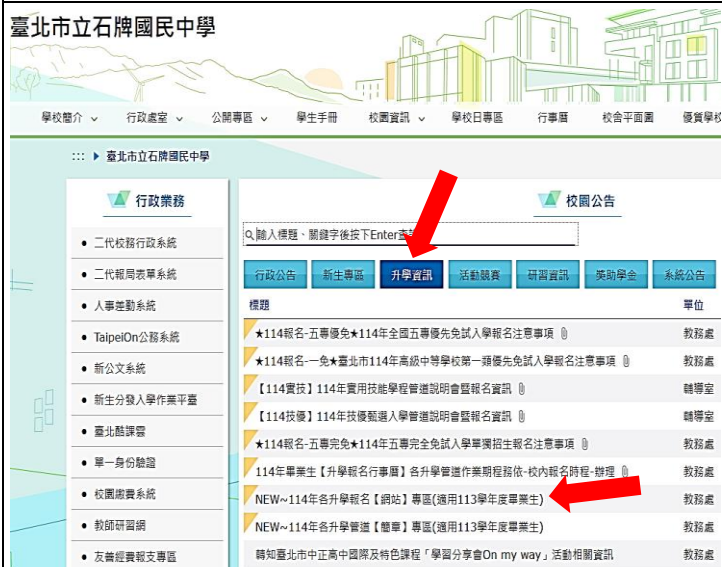 臺北市立石牌國民中學
學校簡介 行政處室 公開專區 學生手冊 校園資訊 學校日專區 行事曆 校舍平面圖 優質學校
::: 臺北市立石牌國民中學
行政業務
二代校務行政系統
二代報局表單系統
人事差勤系統
TaipeiOn公務系統
新公文系統
新生分發入學作業平臺
臺北酷課雲
單一身份驗證
校園繳費系統
教師研習網
友善經費報支專區
校園公告
輸入標題、關鍵字後按下Enter
行政公告 新生專區 升學資訊 活動競賽 研習資訊 獎助學金 系統公告
標題 單位
★114報名-五專優免★114年全國五專優先免試入學報名注意事項 教務處
★114報名-一免★臺北市114年高級中等學校第一類優先免試入學報名注意事項 教務處
【114實技】114年實用技能學程管道說明會暨報名資訊 輔導室
【114技優】114年技優甄選入學管道說明會暨報名資訊 輔導室
★114報名-五專完免★114年五專完全免試入學單獨招生報名注意事項 教務處
114年畢業生【升學報名行事曆】各升學管道作業期程務依-校內報名時程-辦理 教務處
NEW~114年各升學報名【網站】專區(適用113學年度畢業生) 教務處
NEW~114年各升學管道【簡章】專區(適用113學年度畢業生) 教務處
轉知臺北市中正高中國際及特色課程「學習分享會On my way」活動相關資訊 教務處